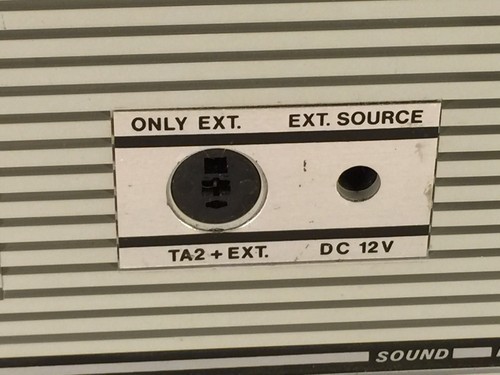 ONLY EXT. EXT. SOURCE
TA2 + EXT. DC 12V
SOUND